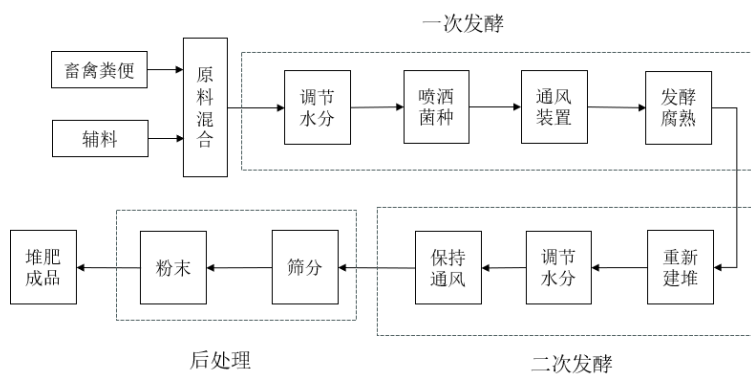 一次发酵
畜禽粪便
辅料
原料混合
调节
水分
喷洒
菌种
通风
装置
发酵
腐熟
堆肥
成品
粉末
筛分
保持
通风
调节
水分
重新
建堆
后处理
二次发酵